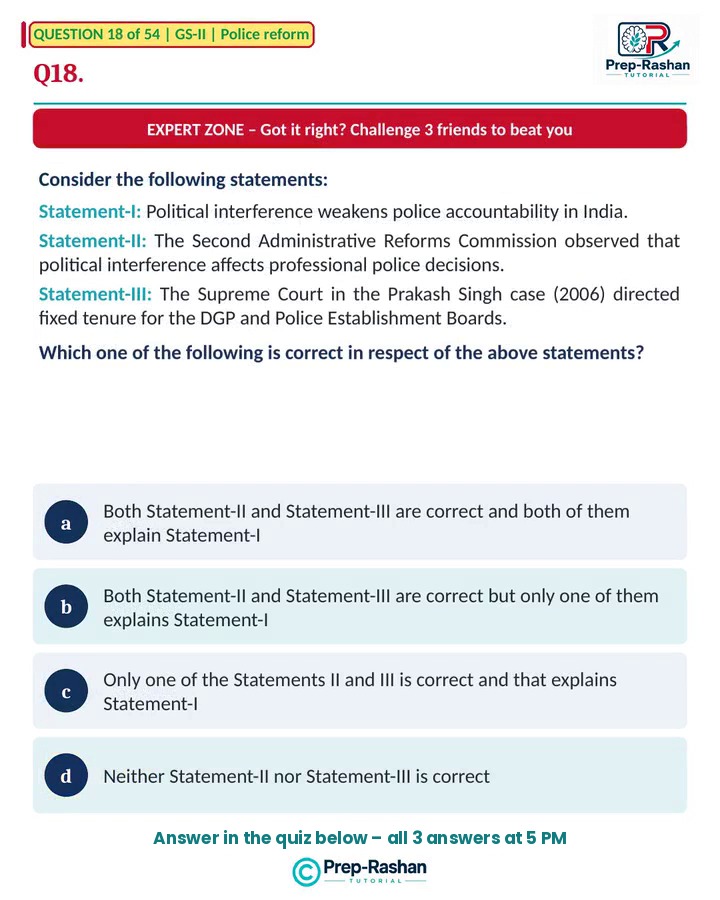 QUESTION 18 of 54 | GS-II | Police reform
Prep-Rashan
TUTORIAL
Q18.
EXPERT ZONE – Got it right? Challenge 3 friends to beat you
Consider the following statements:
Statement-I: Political interference weakens police accountability in India.
Statement-II: The Second Administrative Reforms Commission observed that
political interference affects professional police decisions.
Statement-III: The Supreme Court in the Prakash Singh case (2006) directed
fixed tenure for the DGP and Police Establishment Boards.
Which one of the following is correct in respect of the above statements?
a
Both Statement-II and Statement-III are correct and both of them
explain Statement-I
b
Both Statement-II and Statement-III are correct but only one of them
explains Statement-I
c
Only one of the Statements II and III is correct and that explains
Statement-I
d
Neither Statement-II nor Statement-III is correct
Answer in the quiz below – all 3 answers at 5 PM
© Prep-Rashan
TUTORIAL